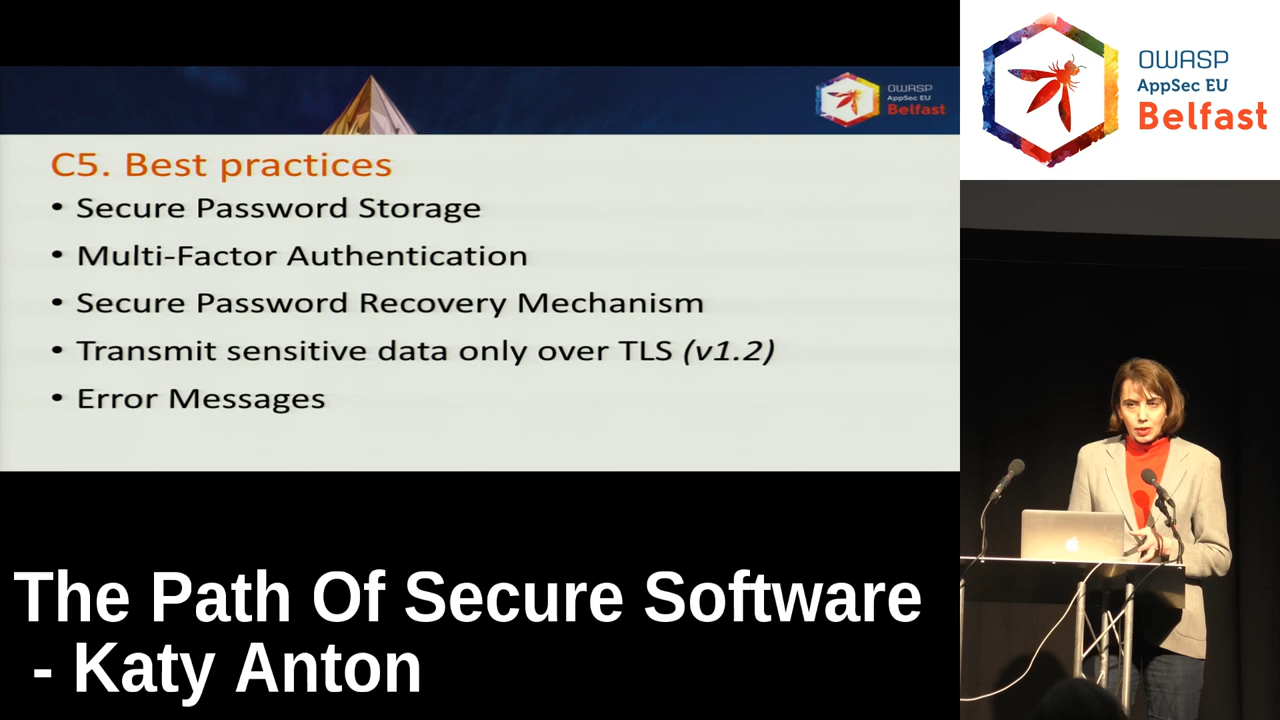 OWASP
AppSec EU
Belfast
C5. Best practices
• Secure Password Storage
• Multi-Factor Authentication
• Secure Password Recovery Mechanism
• Transmit sensitive data only over TLS (v1.2)
• Error Messages
OWASP
AppSec EU
Belfast
The Path Of Secure Software
- Katy Anton